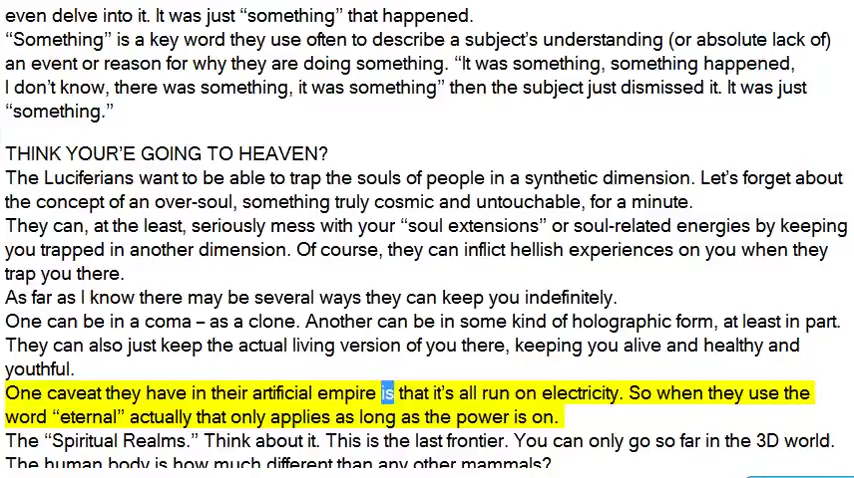 even delve into it. It was just “something” that happened.
“Something” is a key word they use often to describe a subject’s understanding (or absolute lack of)
an event or reason for why they are doing something. “It was something, something happened,
I don’t know, there was something, it was something” then the subject just dismissed it. It was just
“something.”
THINK YOUR’E GOING TO HEAVEN?
The Luciferians want to be able to trap the souls of people in a synthetic dimension. Let’s forget about
the concept of an over-soul, something truly cosmic and untouchable, for a minute.
They can, at the least, seriously mess with your “soul extensions” or soul-related energies by keeping
you trapped in another dimension. Of course, they can inflict hellish experiences on you when they
trap you there.
As far as I know there may be several ways they can keep you indefinitely.
One can be in a coma – as a clone. Another can be in some kind of holographic form, at least in part.
They can also just keep the actual living version of you there, keeping you alive and healthy and
youthful.
One caveat they have in their artificial empire is that it’s all run on electricity. So when they use the
word “eternal” actually that only applies as long as the power is on.
The “Spiritual Realms.” Think about it. This is the last frontier. You can only go so far in the 3D world.
The human body is how much different than any other mammals?